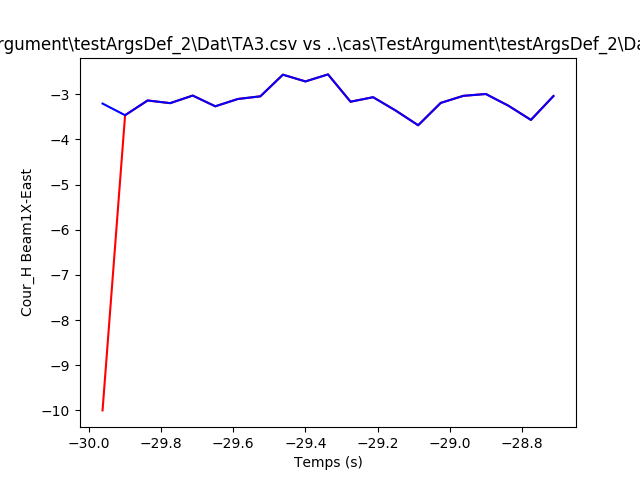 rgument\testArgsDef_2\Dat\TA3.csv vs ..\cas\TestArgument\testArgsDef_2\Da
−3
−4
−5
−6
−7
−8
−9
−10
Cour_H Beam1X-East
−30.0 −29.8 −29.6 −29.4 −29.2 −29.0 −28.8
Temps (s)